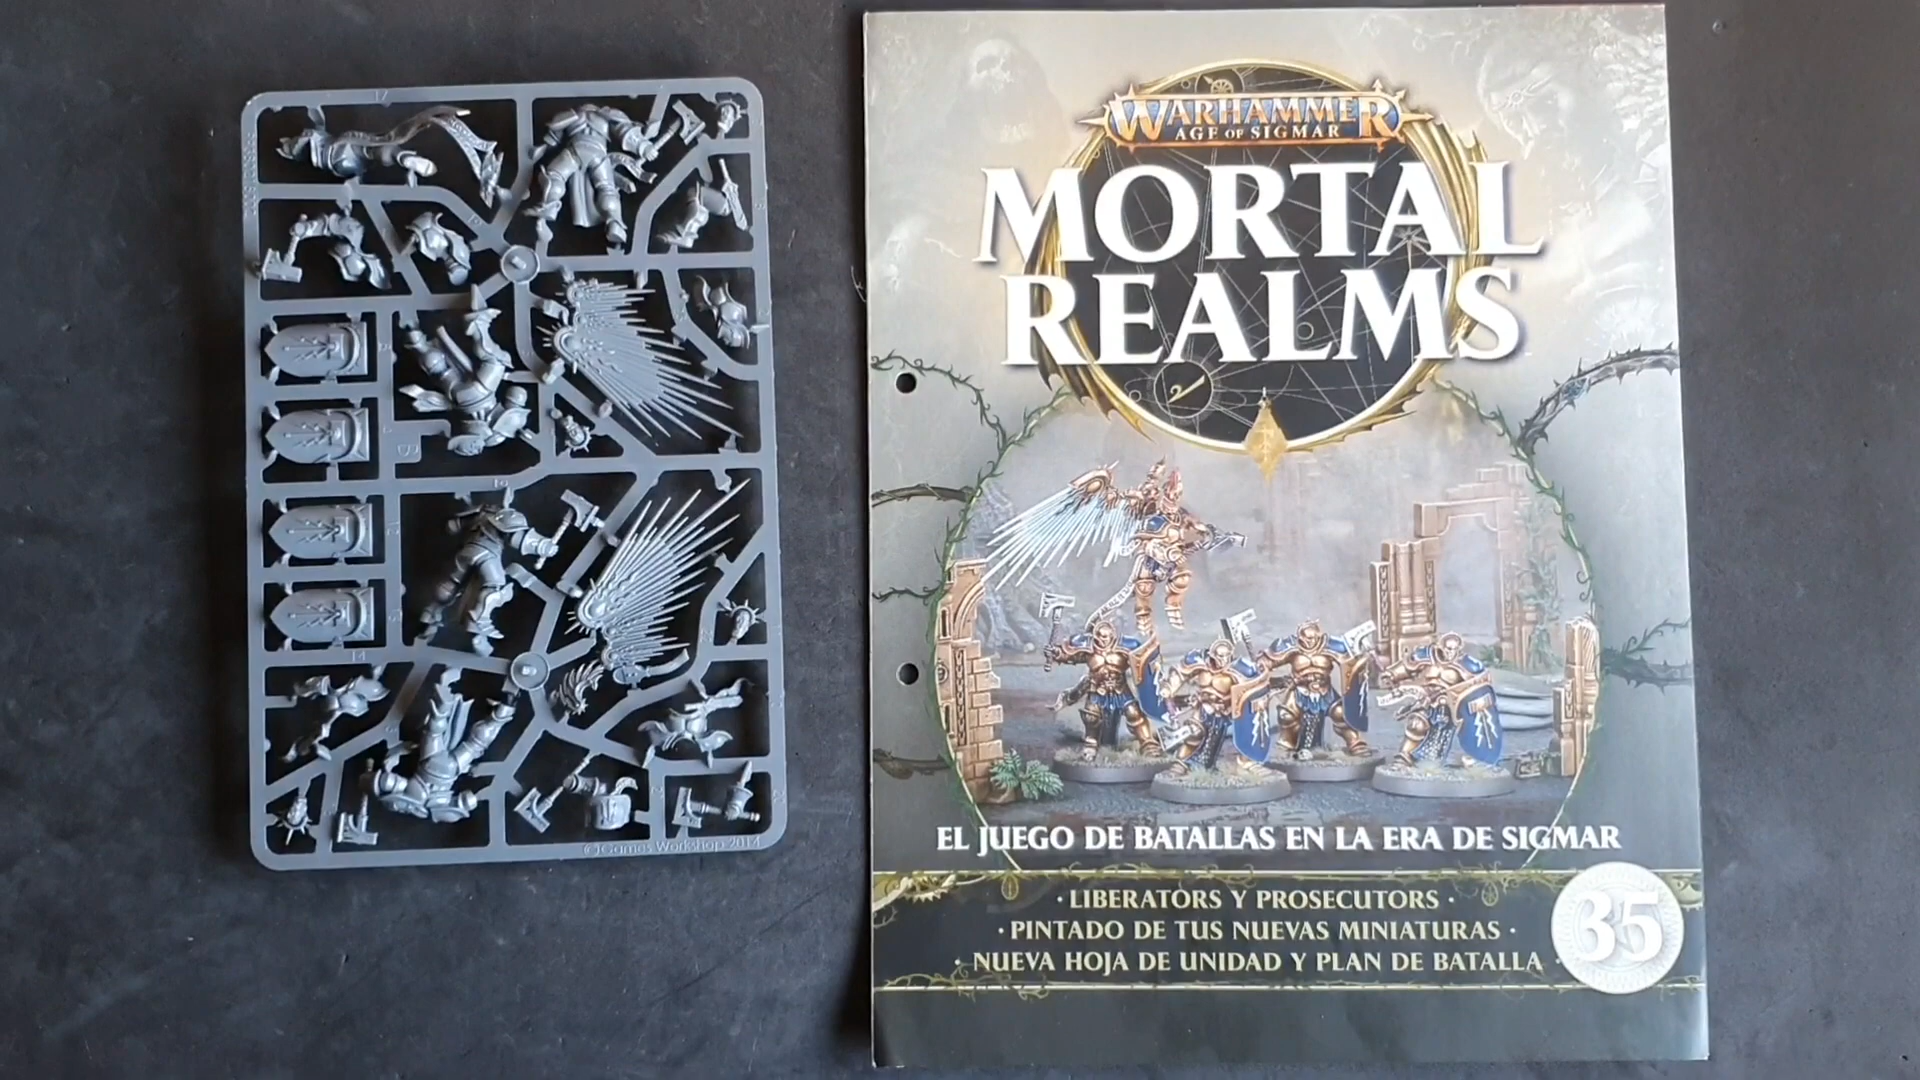 WARHAMMER
AGE OF SIGMAR
MORTAL
REALMS
EL JUEGO DE BATALLAS EN LA ERA DE SIGMAR
· LIBERATORS Y PROSECUTORS ·
· PINTADO DE TUS NUEVAS MINIATURAS ·
· NUEVA HOJA DE UNIDAD Y PLAN DE BATALLA ·
35
© Games Workshop 2014